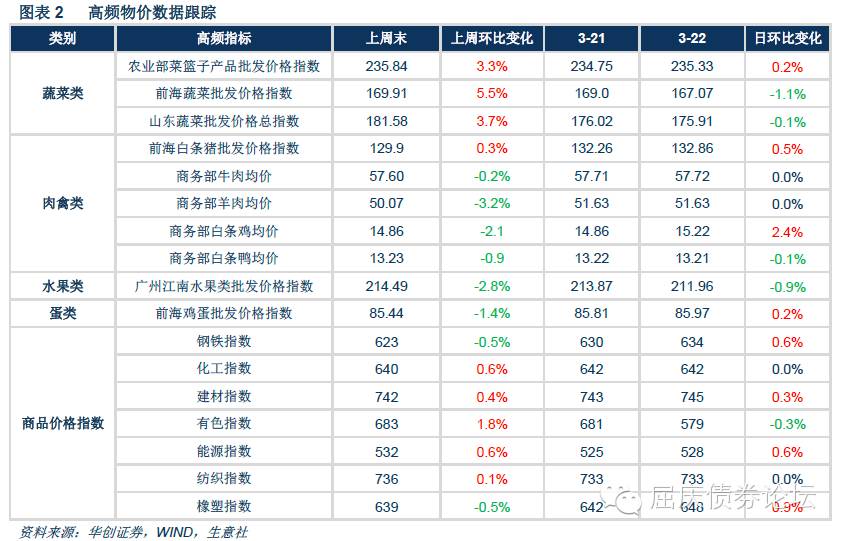 图表 2 高频物价数据跟踪
类别 高频指标 上周末 上周环比变化 3-21 3-22 日环比变化
蔬菜类
农业部菜篮子产品批发价格指数 235.84 3.3% 234.75 235.33 0.2%
前海蔬菜批发价格指数 169.91 5.5% 169.0 167.07 -1.1%
山东蔬菜批发价格总指数 181.58 3.7% 176.02 175.91 -0.1%
肉禽类
前海白条猪批发价格指数 129.9 0.3% 132.26 132.86 0.5%
商务部牛肉均价 57.60 -0.2% 57.71 57.72 0.0%
商务部羊肉均价 50.07 -3.2% 51.63 51.63 0.0%
商务部白条鸡均价 14.86 -2.1 14.86 15.22 2.4%
商务部白条鸭均价 13.23 -0.9 13.22 13.21 -0.1%
水果类 广州江南水果类批发价格指数 214.49 -2.8% 213.87 211.96 -0.9%
蛋类 前海鸡蛋批发价格指数 85.44 -1.4% 85.81 85.97 0.2%
商品价格指数
钢铁指数 623 -0.5% 630 634 0.6%
化工指数 640 0.6% 642 642 0.0%
建材指数 742 0.4% 743 745 0.3%
有色指数 683 1.8% 681 579 -0.3%
能源指数 532 0.6% 525 528 0.6%
纺织指数 736 0.1% 733 733 0.0%
橡塑指数 639 -0.5% 642 648 0.9%
屈庆债券论坛
资料来源：华创证券，WIND，生意社